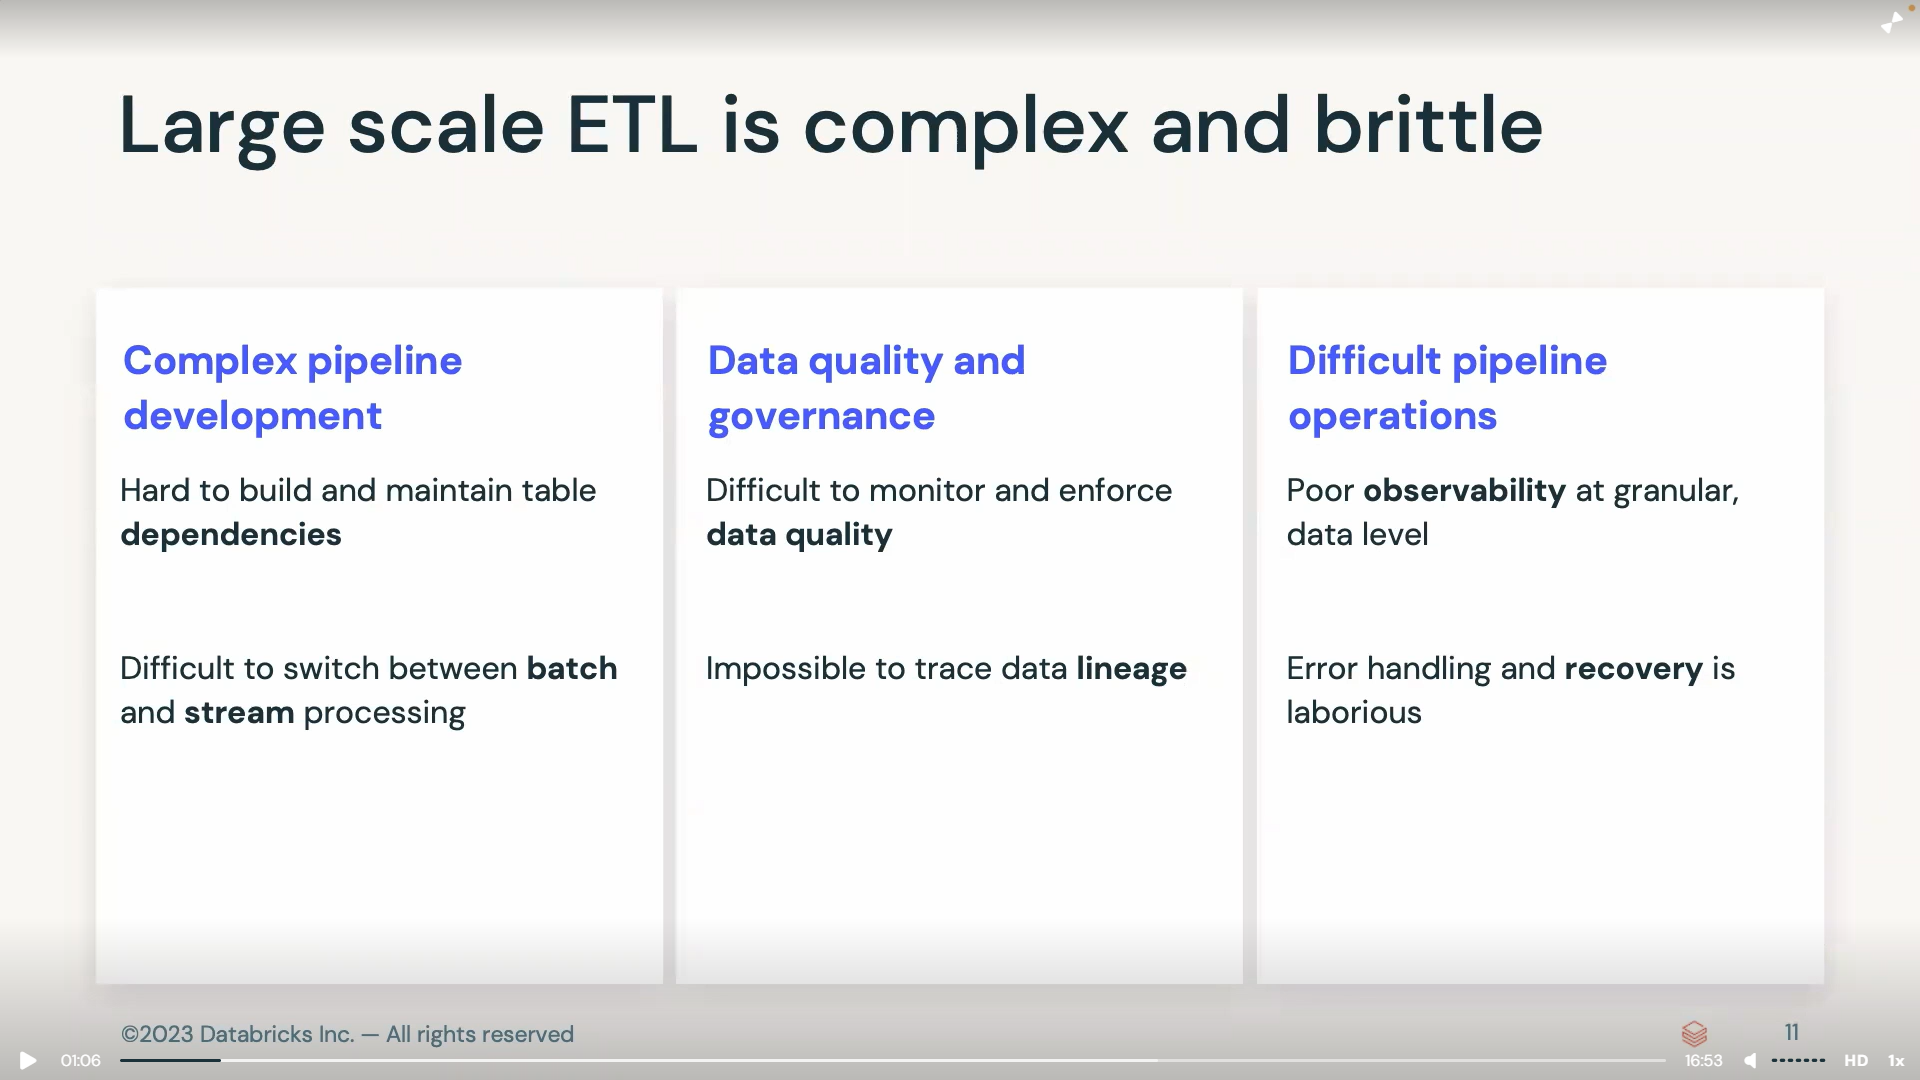 Large scale ETL is complex and brittle
Complex pipeline
development
Hard to build and maintain table
dependencies
Difficult to switch between batch
and stream processing
Data quality and
governance
Difficult to monitor and enforce
data quality
Impossible to trace data lineage
Difficult pipeline
operations
Poor observability at granular,
data level
Error handling and recovery is
laborious
©2023 Databricks Inc. — All rights reserved
11
01:06
16:53
HD
1x